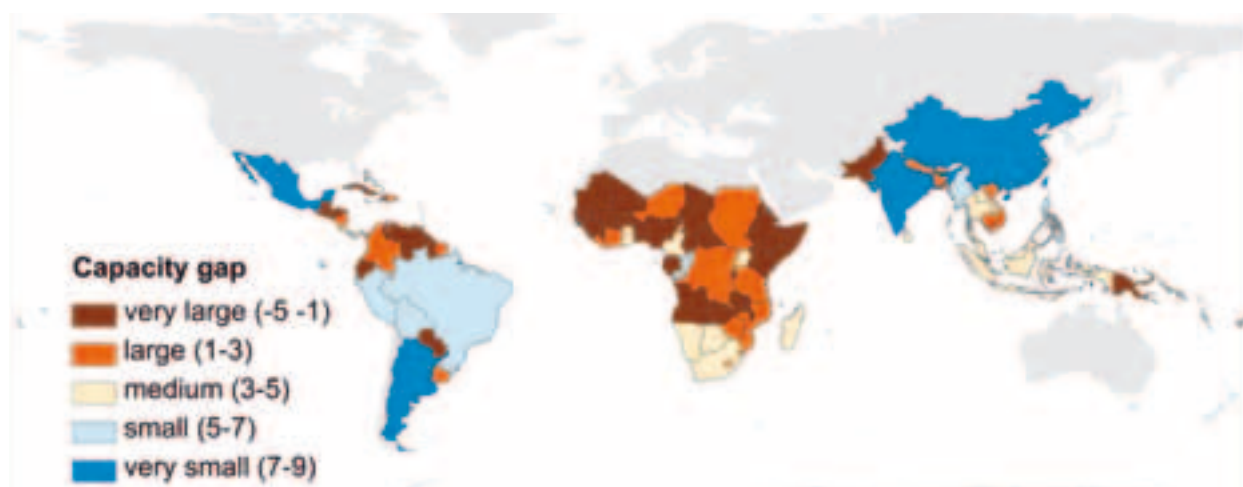 Capacity gap
very large (-5 -1)
large (1-3)
medium (3-5)
small (5-7)
very small (7-9)